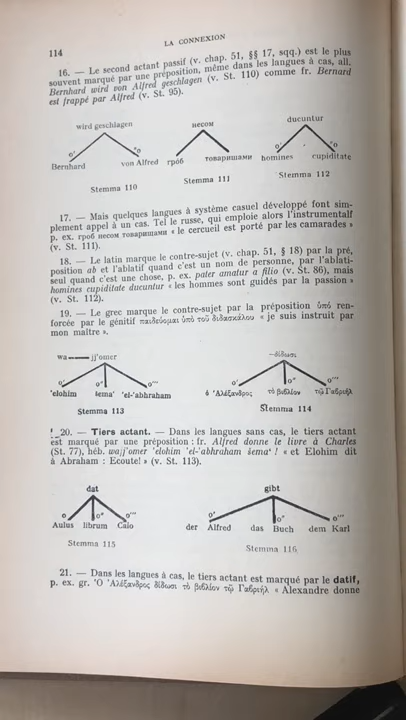 114
LA CONNEXION
16. — Le second actant passif (v. chap. 51, §§ 17, sqq.) est le plus
souvent marqué par une préposition, même dans les langues à cas, all.
Bernhard wird von Alfred geschlagen (v. St. 110) comme fr. Bernard
est frappé par Alfred (v. St. 95).
wird geschlagen
Bernhard von Alfred
Stemma 110
несом
гроб товарищами
Stemma 111
ducuntur
homines cupiditate
Stemma 112
17. — Mais quelques langues à système casuel développé font sim-
plement appel à un cas. Tel le russe, qui emploie alors l'instrumentalf
p. ex. гроб несом товарищами « le cercueil est porté par les camarades »
(v. St. 111).
18. — Le latin marque le contre-sujet (v. chap. 51, § 18) par la pré,
position ab et l'ablatif quand c'est un nom de personne, par l'ablati-
seul quand c'est une chose, p. ex. pater amatur a filio (v. St. 86), mais
homines cupiditate ducuntur « les hommes sont guidés par la passion »
(v. St. 112).
19. — Le grec marque le contre-sujet par la préposition ὑπό ren-
forcée par le génitif παιδεύομαι ὑπὸ τοῦ διδασκάλου « je suis instruit par
mon maître ».
wa jj'omer
o' o'' o'''
'elohim šema' 'el-'abhraham
Stemma 113
δίδωσι
ὁ 'Αλέξανδρος τὸ βιβλίον τῷ Γαβριήλ
Stemma 114
20. — Tiers actant. — Dans les langues sans cas, le tiers actant
est marqué par une préposition : fr. Alfred donne le livre à Charles
(St. 77), héb. wajj'omer 'elohim 'el-'abhraham šema' ! « et Elohim dit
à Abraham : Ecoute! » (v. St. 113).
dat
Aulus librum Caio
Stemma 115
gibt
o' o'' o'''
der Alfred das Buch dem Karl
Stemma 116
21. — Dans les langues à cas, le tiers actant est marqué par le datif,
p. ex. gr. 'Ο 'Αλέξανδρος δίδωσι τὸ βιβλίον τῷ Γαβριήλ « Alexandre donne